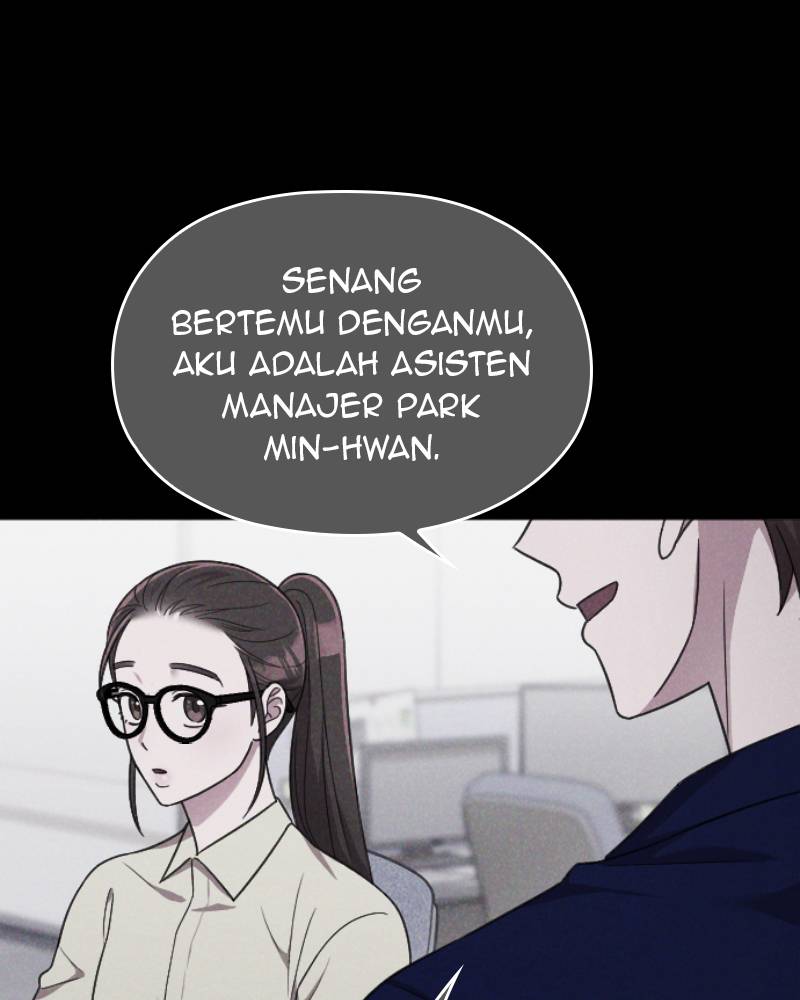 SENANG
BERTEMU DENGANMU,
AKU ADALAH ASISTEN
MANAJER PARK
MIN-HWAN.